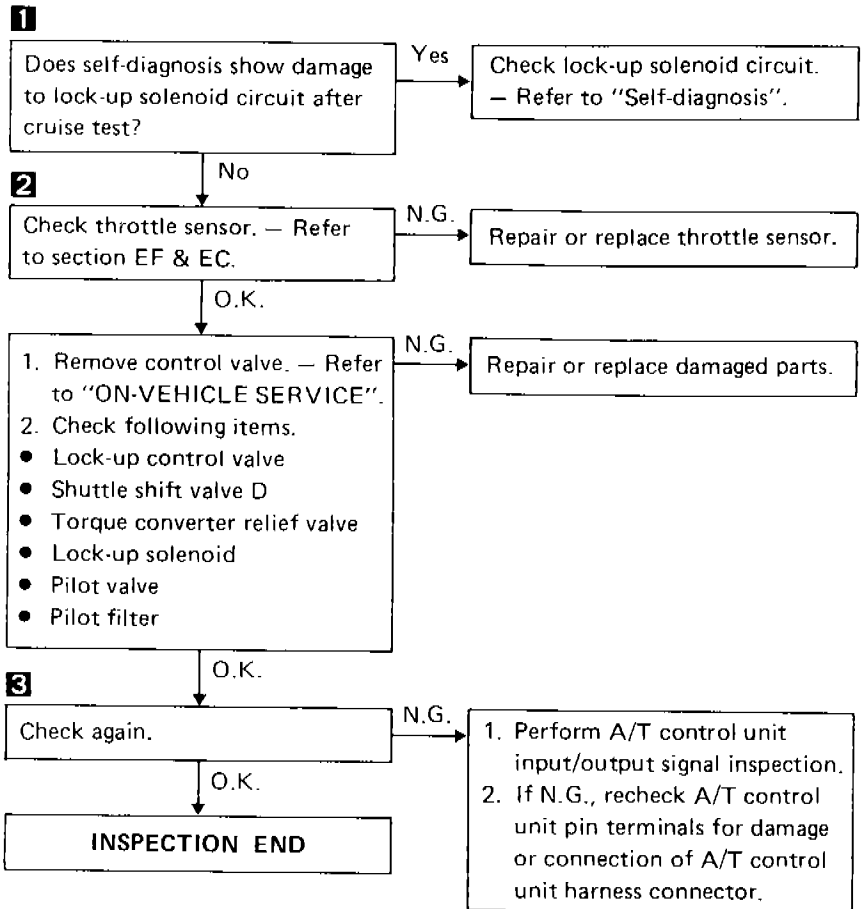 1
Does self-diagnosis show damage
to lock-up solenoid circuit after
cruise test?
Yes
Check lock-up solenoid circuit.
— Refer to "Self-diagnosis".
No
2
Check throttle sensor. — Refer
to section EF & EC.
N.G.
Repair or replace throttle sensor.
O.K.
1. Remove control valve. — Refer
to "ON-VEHICLE SERVICE".
2. Check following items.
● Lock-up control valve
● Shuttle shift valve D
● Torque converter relief valve
● Lock-up solenoid
● Pilot valve
● Pilot filter
N.G.
Repair or replace damaged parts.
O.K.
3
Check again.
N.G.
1. Perform A/T control unit
input/output signal inspection.
2. If N.G., recheck A/T control
unit pin terminals for damage
or connection of A/T control
unit harness connector.
O.K.
INSPECTION END